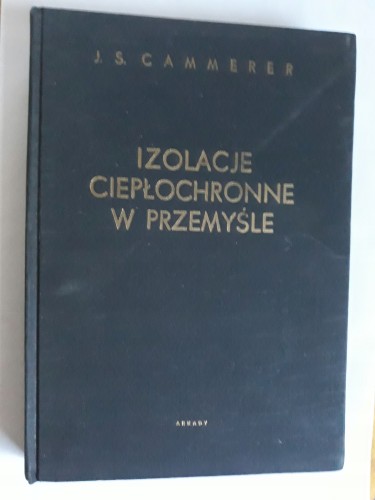 J. S. CAMMERER
IZOLACJE
CIEPŁOCHRONNE
W PRZEMYŚLE
ARKADY